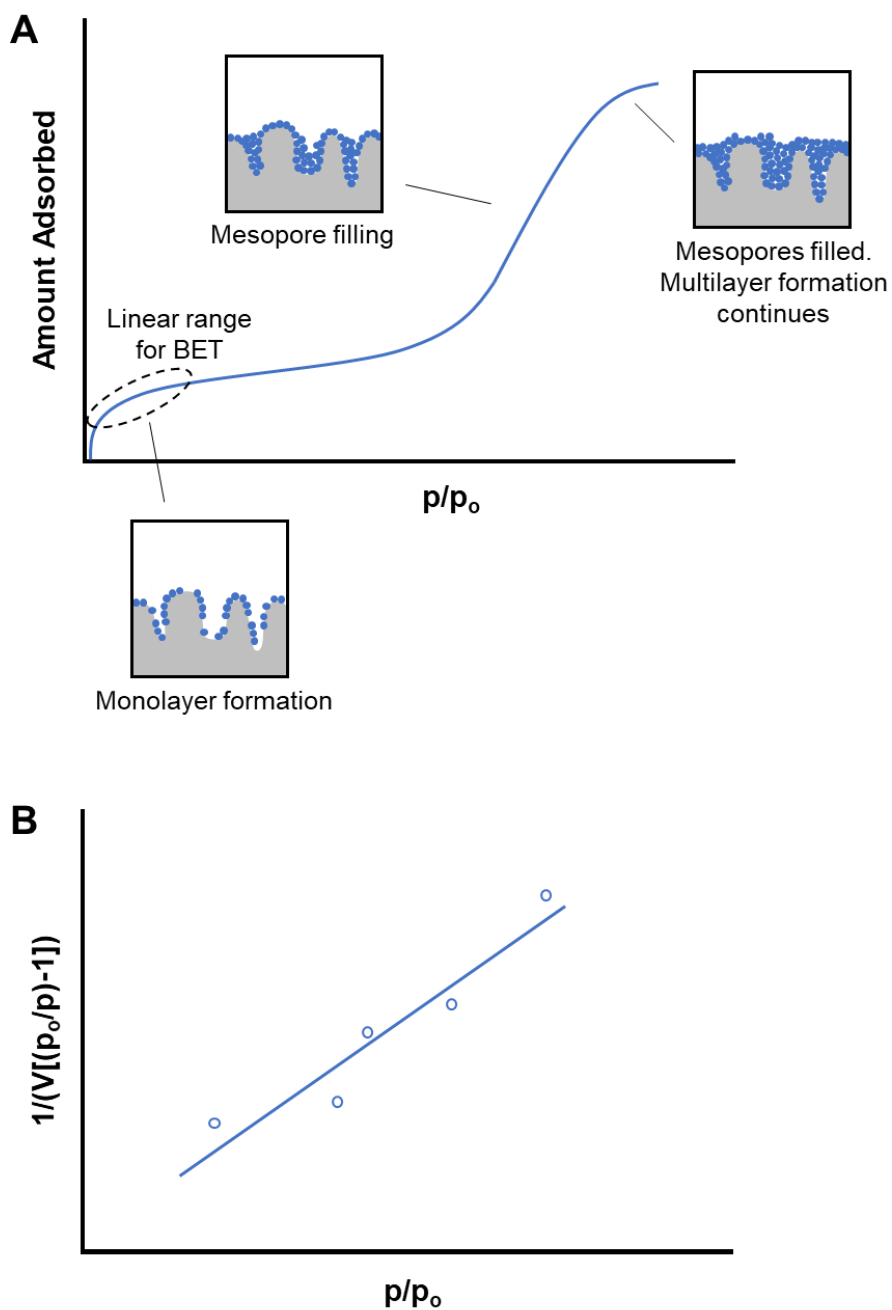 A
Amount Adsorbed
Mesopore filling
Mesopores filled.
Multilayer formation
continues
Linear range
for BET
p/pₒ
Monolayer formation
B
1/(V[(pₒ/p)-1])
p/pₒ